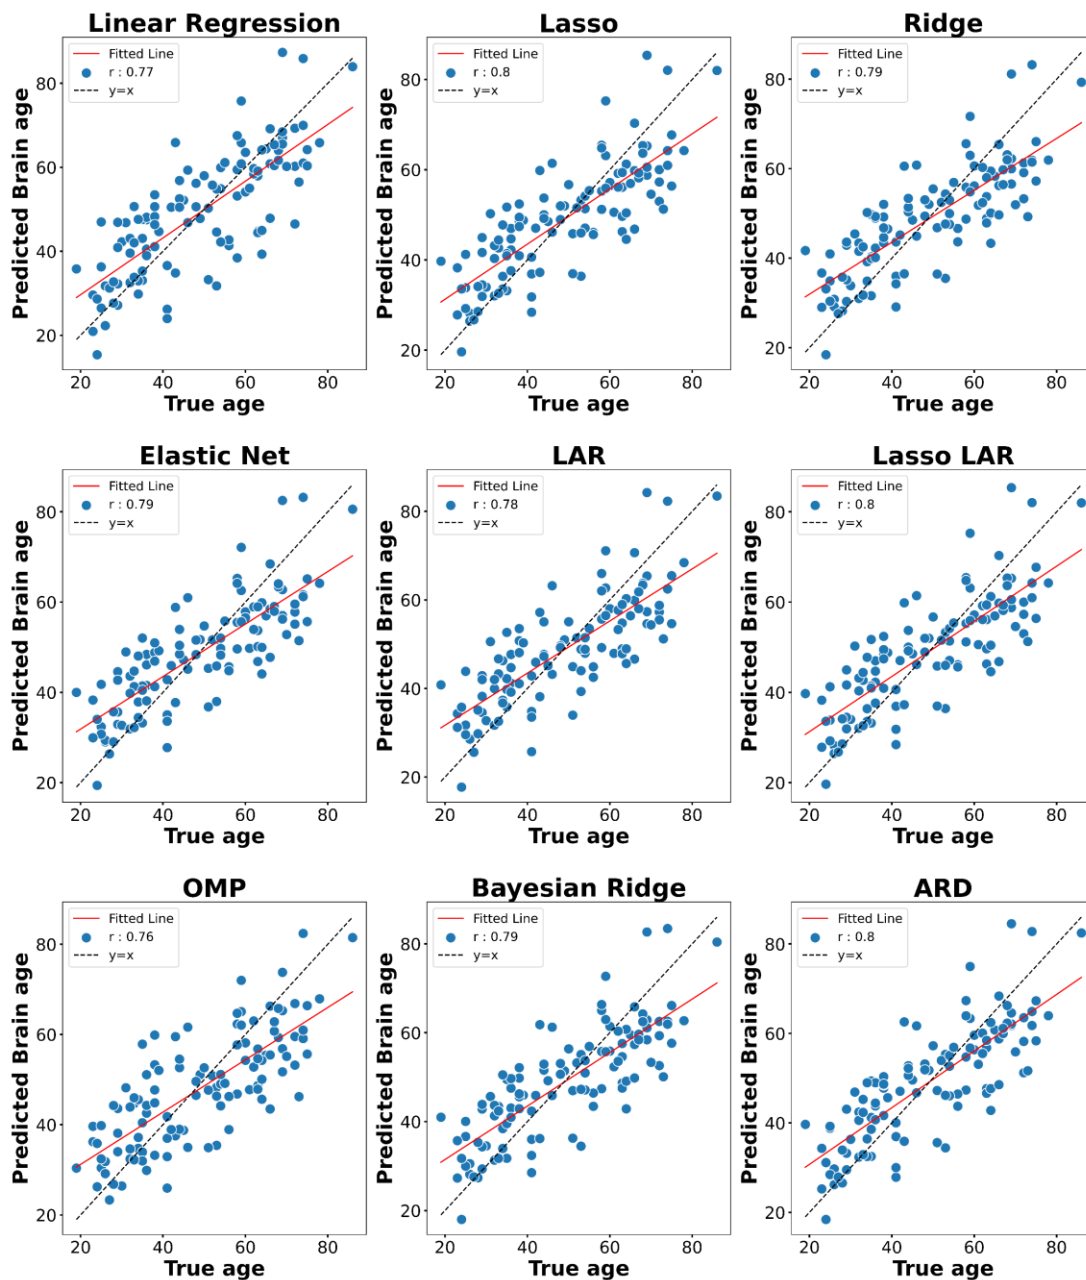 Linear Regression
Predicted Brain age
80
60
40
20
Fitted Line
r : 0.77
y=x
20 40 60 80
True age
Lasso
Predicted Brain age
80
60
40
20
Fitted Line
r : 0.8
y=x
20 40 60 80
True age
Ridge
Predicted Brain age
80
60
40
20
Fitted Line
r : 0.79
y=x
20 40 60 80
True age
Elastic Net
Predicted Brain age
80
60
40
20
Fitted Line
r : 0.79
y=x
20 40 60 80
True age
LAR
Predicted Brain age
80
60
40
20
Fitted Line
r : 0.78
y=x
20 40 60 80
True age
Lasso LAR
Predicted Brain age
80
60
40
20
Fitted Line
r : 0.8
y=x
20 40 60 80
True age
OMP
Predicted Brain age
80
60
40
20
Fitted Line
r : 0.76
y=x
20 40 60 80
True age
Bayesian Ridge
Predicted Brain age
80
60
40
20
Fitted Line
r : 0.79
y=x
20 40 60 80
True age
ARD
Predicted Brain age
80
60
40
20
Fitted Line
r : 0.8
y=x
20 40 60 80
True age